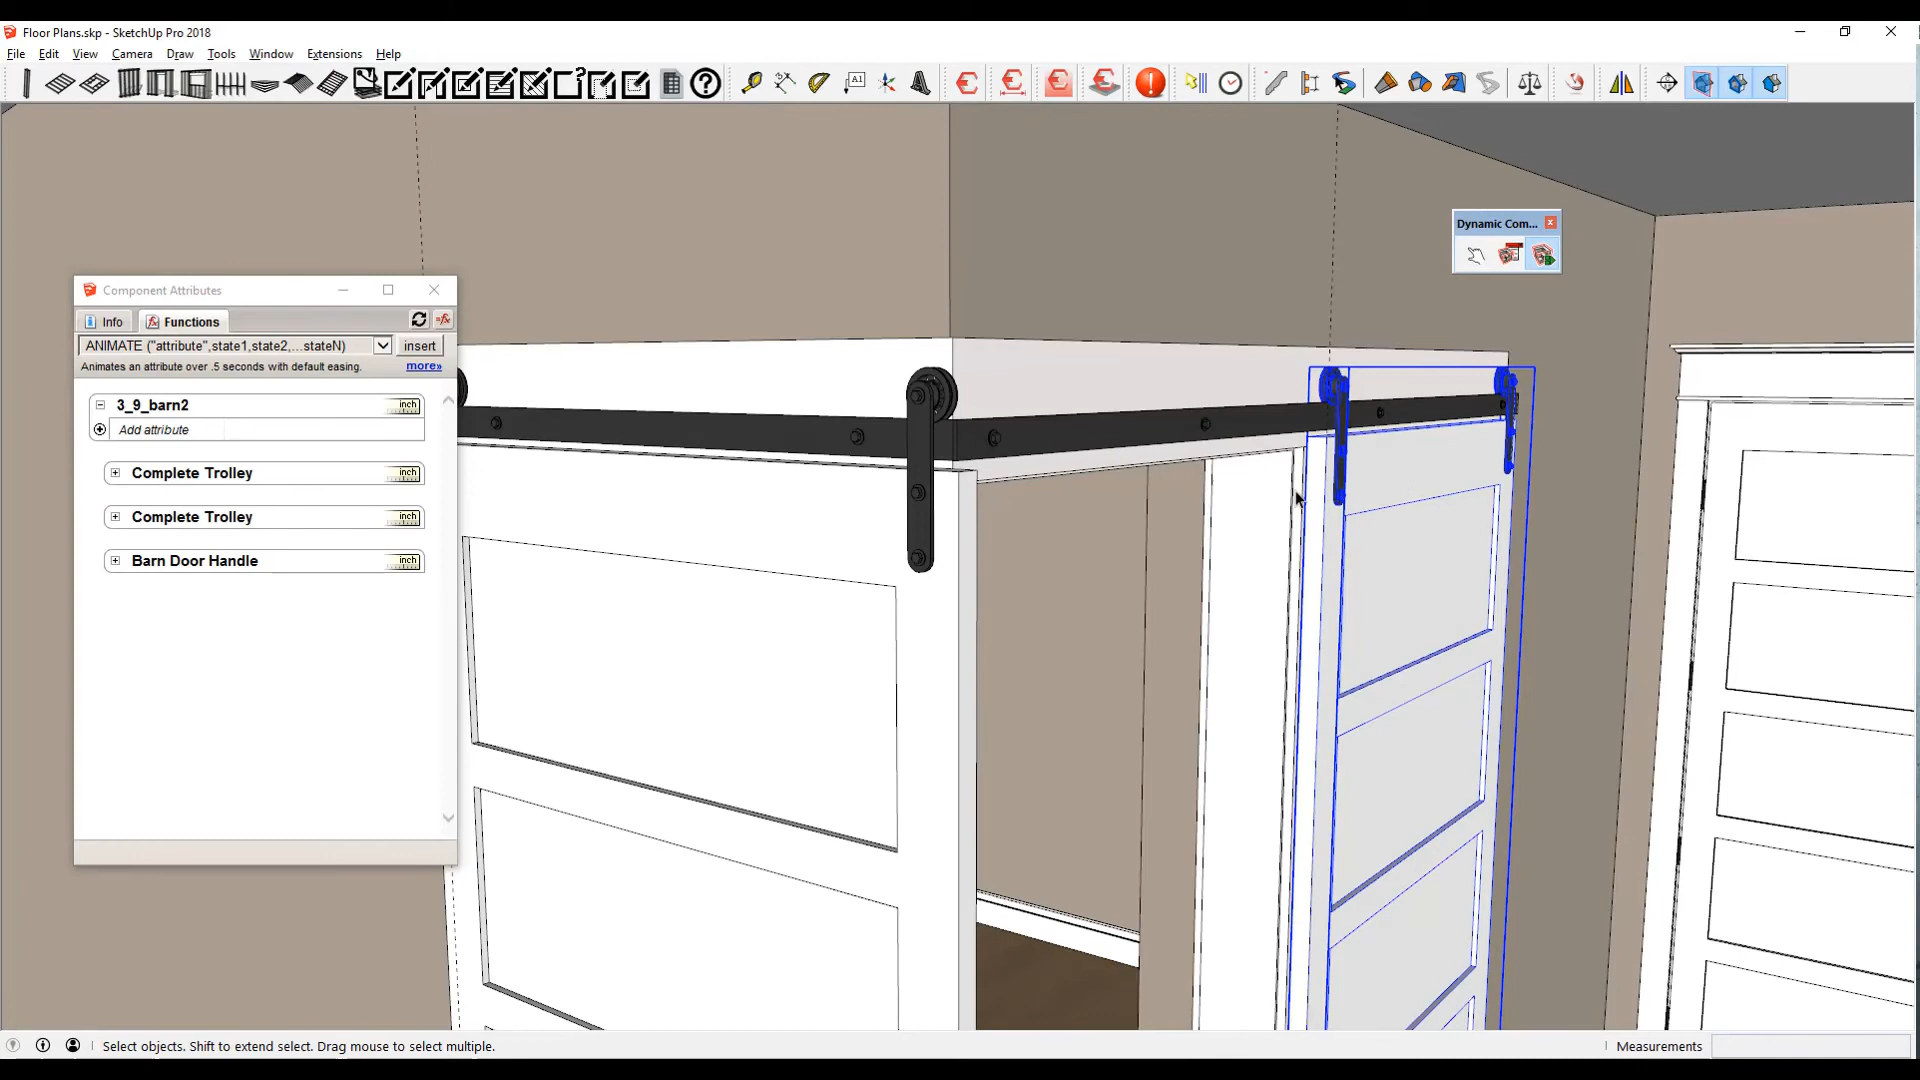 Floor Plans.skp - SketchUp Pro 2018
File Edit View Camera Draw Tools Window Extensions Help
Dynamic Com...
Component Attributes
Info Functions =fx
ANIMATE ("attribute",state1,state2,...stateN) insert
Animates an attribute over .5 seconds with default easing. more»
3_9_barn2 inch
Add attribute
Complete Trolley inch
Complete Trolley inch
Barn Door Handle inch
Select objects. Shift to extend select. Drag mouse to select multiple. Measurements